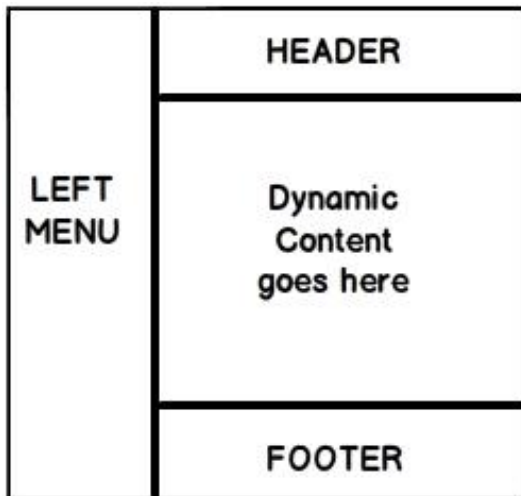 HEADER
LEFT
MENU
Dynamic
Content
goes here
FOOTER